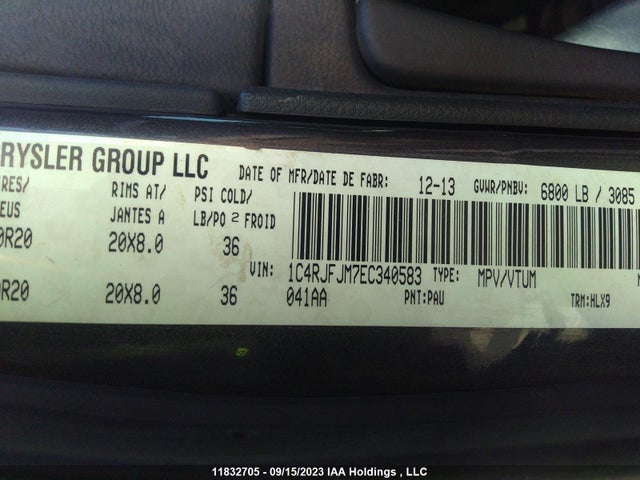 RYSLER GROUP LLC DATE OF MFR/DATE DE FABR: 12-13 GVWR/PNBV: 6800 LB / 3085
RES/ RIMS AT/ PSI COLD/
EUS JANTES A LB/PO 2 FROID
0R20 20X8.0 36
VIN: 1C4RJFJM7EC340583 TYPE: MPV/VTUM
0R20 20X8.0 36 041AA PNT:PAU TRM:HLX9
11832705 - 09/15/2023 IAA Holdings , LLC